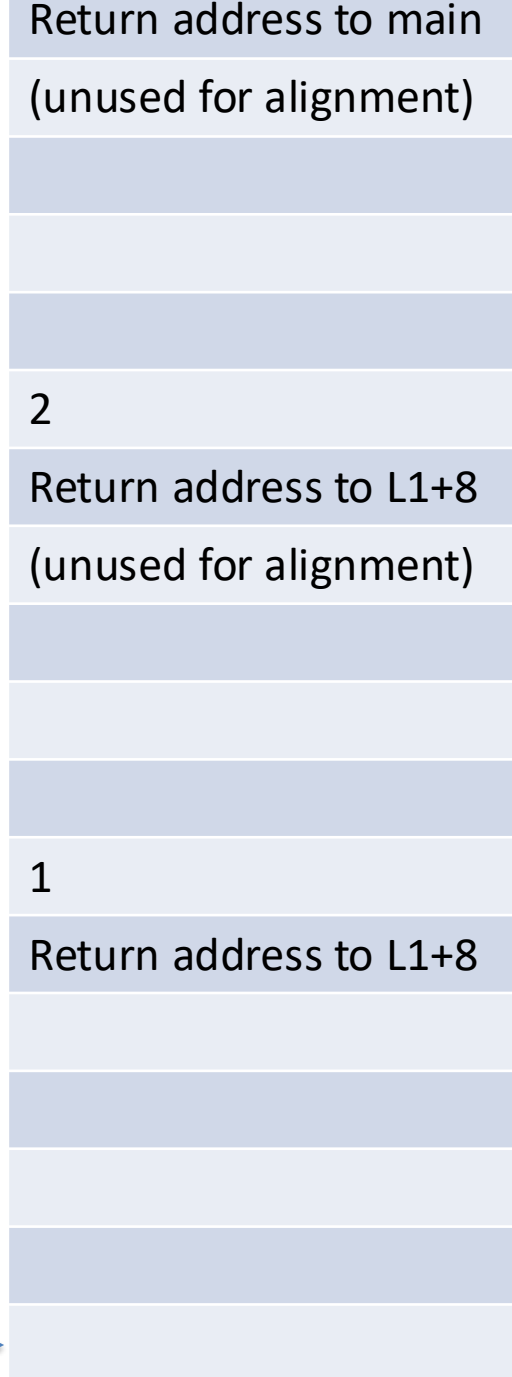 Return address to main
(unused for alignment)
2
Return address to L1+8
(unused for alignment)
1
Return address to L1+8